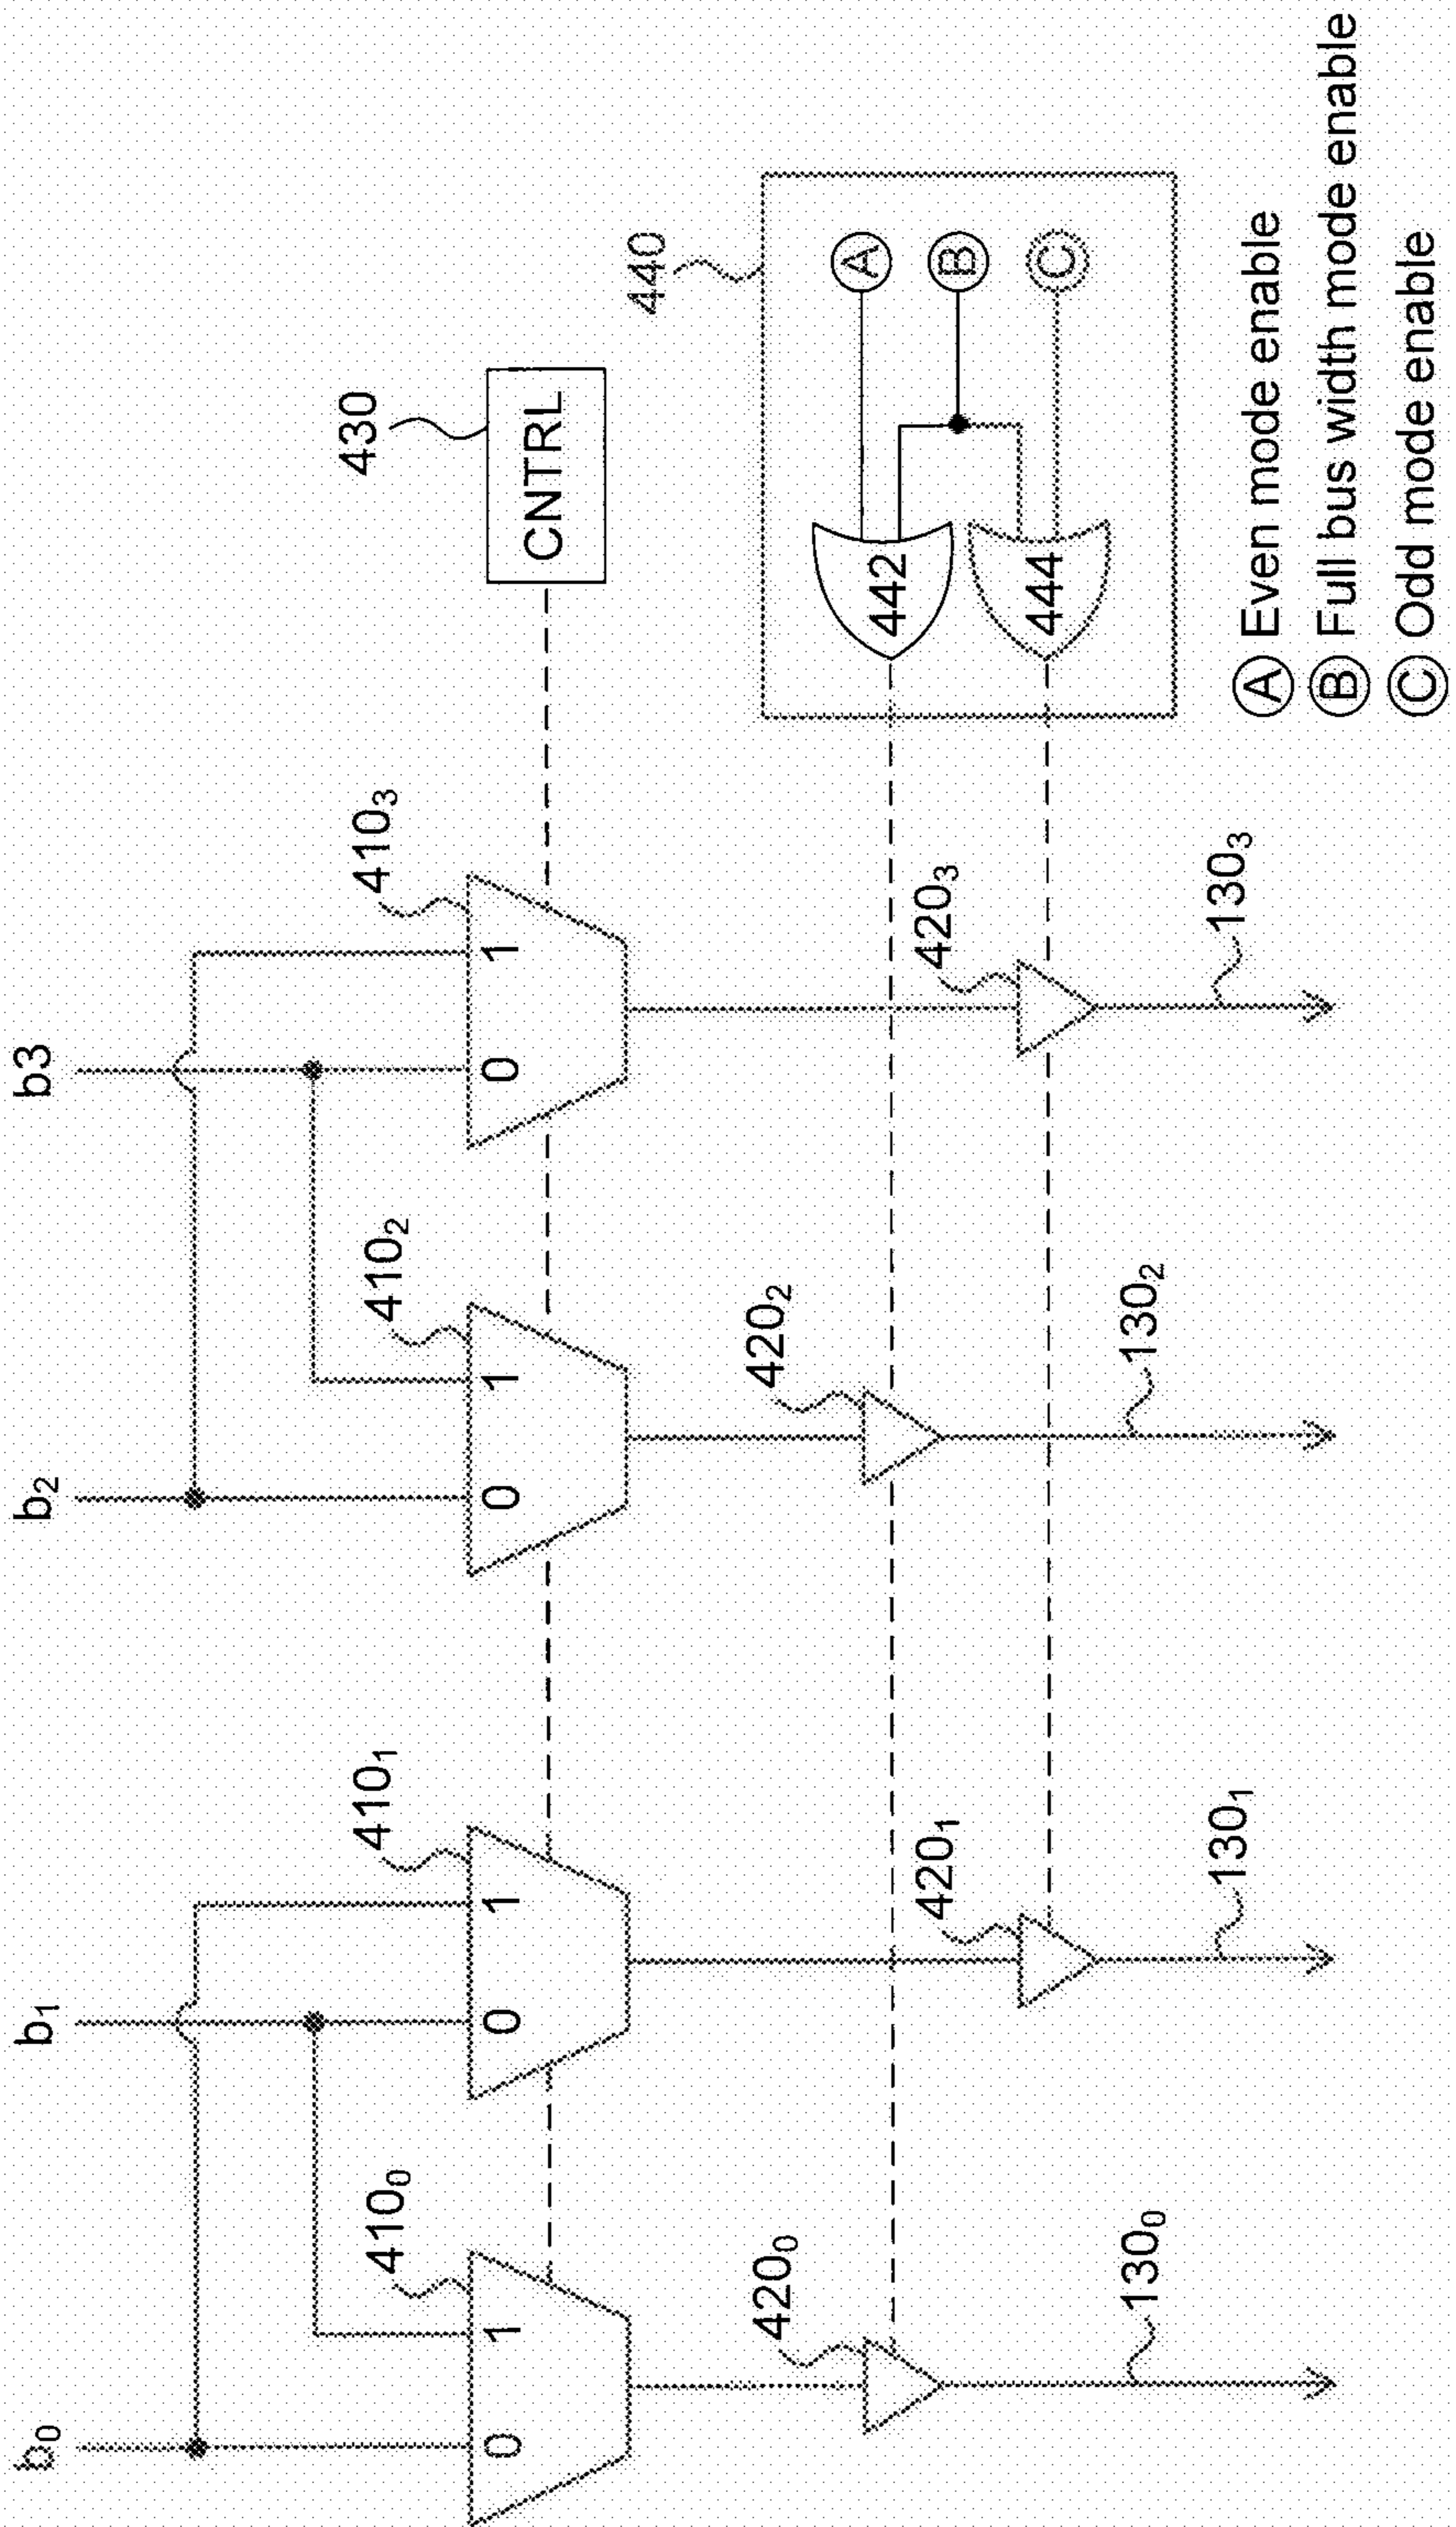 b₀ b₁ b₂ b3
410₀ 410₁ 410₂ 410₃ 430
0 1 0 1 0 1 0 1 CNTRL
420₀ 420₁ 420₂ 420₃ 440
442 A
B
444 C
130₀ 130₁ 130₂ 130₃
Ⓐ Even mode enable
Ⓑ Full bus width mode enable
Ⓒ Odd mode enable